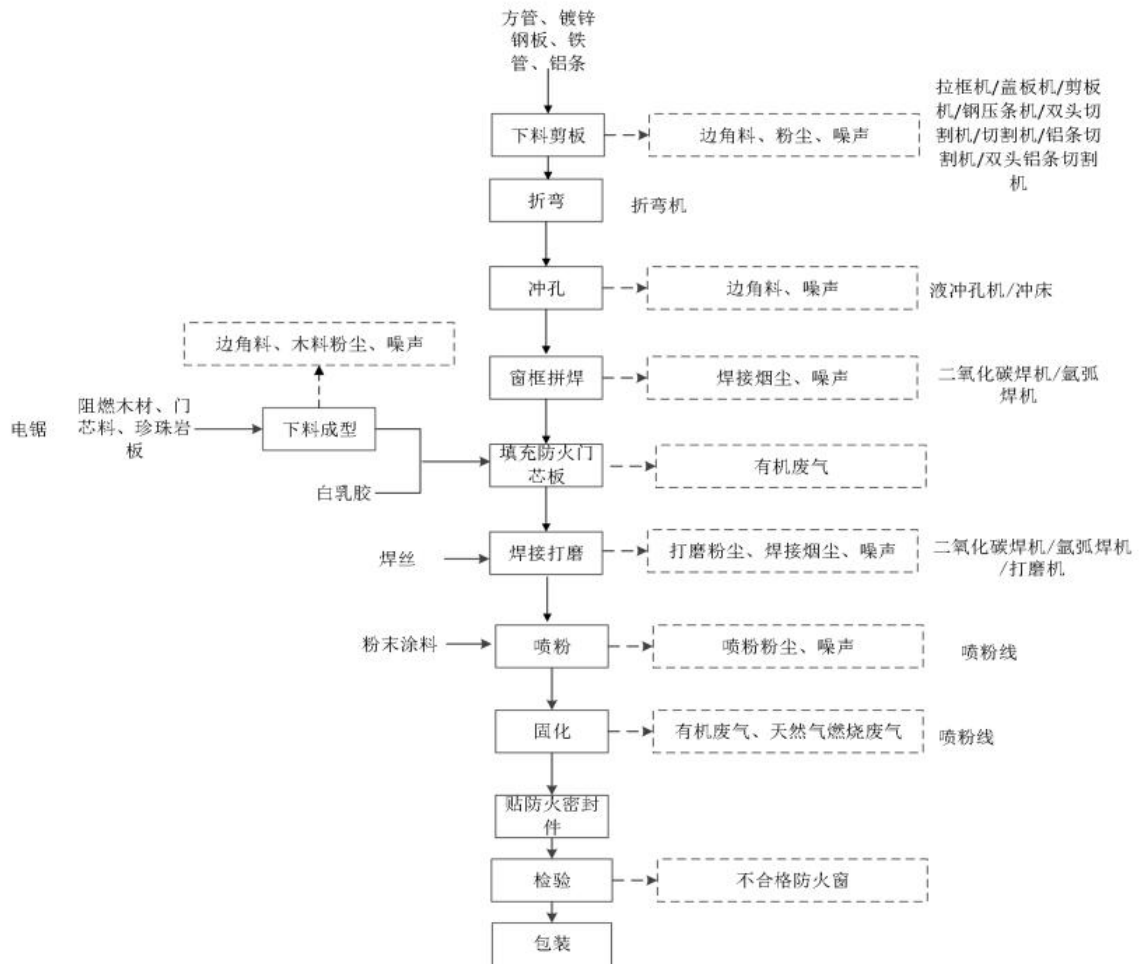 方管、镀锌
钢板、铁
管、铝条
下料剪板
边角料、粉尘、噪声
拉框机/盖板机/剪板
机/钢压条机/双头切
割机/切割机/铝条切
割机/双头铝条切割
机
折弯
折弯机
冲孔
边角料、噪声
液冲孔机/冲床
边角料、木料粉尘、噪声
窗框拼焊
焊接烟尘、噪声
二氧化碳焊机/氩弧
焊机
电锯
阻燃木材、门
芯料、珍珠岩
板
下料成型
白乳胶
填充防火门
芯板
有机废气
焊丝
焊接打磨
打磨粉尘、焊接烟尘、噪声
二氧化碳焊机/氩弧焊机
/打磨机
粉末涂料
喷粉
喷粉粉尘、噪声
喷粉线
固化
有机废气、天然气燃烧废气
喷粉线
贴防火密封
件
检验
不合格防火窗
包装